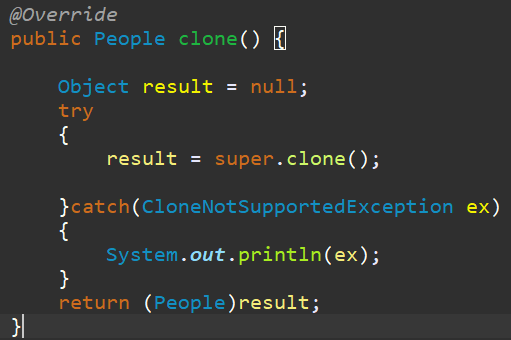 @Override
public People clone() {
Object result = null;
try
{
result = super.clone();
}catch(CloneNotSupportedException ex)
{
System.out.println(ex);
}
return (People)result;
}